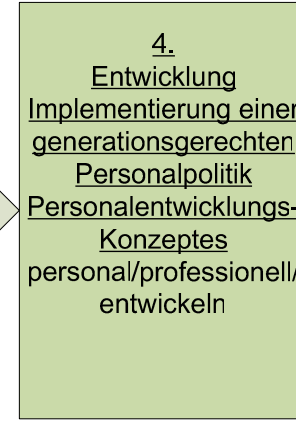 4.
Entwicklung
Implementierung einer
generationsgerechten
Personalpolitik
Personalentwicklungs-
Konzeptes
personal/professionell/
entwickeln